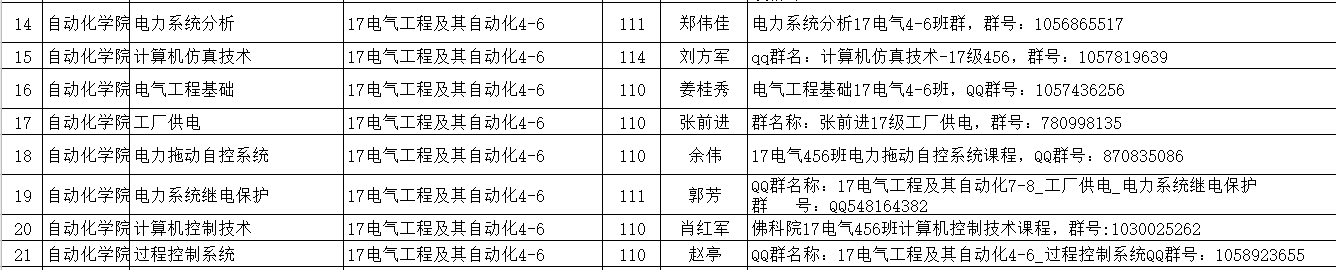 14 自动化学院 电力系统分析 17电气工程及其自动化4-6 111 郑伟佳 电力系统分析17电气4-6班群，群号：1056865517
15 自动化学院 计算机仿真技术 17电气工程及其自动化4-6 114 刘方军 qq群名：计算机仿真技术-17级456，群号：1057819639
16 自动化学院 电气工程基础 17电气工程及其自动化4-6 110 姜桂秀 电气工程基础17电气4-6班，QQ群号：1057436256
17 自动化学院 工厂供电 17电气工程及其自动化4-6 110 张前进 群名称：张前进17级工厂供电，群号：780998135
18 自动化学院 电力拖动自控系统 17电气工程及其自动化4-6 110 余伟 17电气456班电力拖动自控系统课程，QQ群号：870835086
19 自动化学院 电力系统继电保护 17电气工程及其自动化4-6 111 郭芳 QQ群名称：17电气工程及其自动化7-8_工厂供电_电力系统继电保护
群 号：QQ548164382
20 自动化学院 计算机控制技术 17电气工程及其自动化4-6 110 肖红军 佛科院17电气456班计算机控制技术课程，群号:1030025262
21 自动化学院 过程控制系统 17电气工程及其自动化4-6 110 赵亭 QQ群名称：17电气工程及其自动化4-6_过程控制系统QQ群号：1058923655